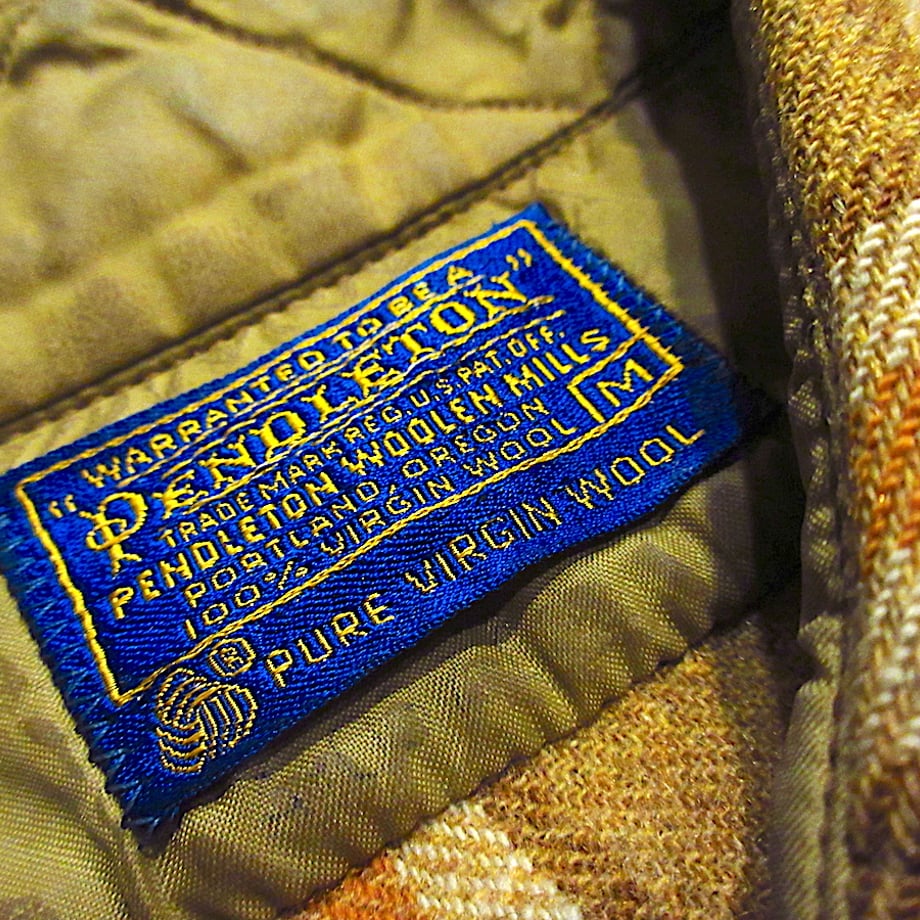 WARRANTED TO BE A
"PENDLETON"
TRADE MARK REG. U.S. PAT. OFF.
PENDLETON WOOLEN MILLS
PORTLAND, OREGON
100% VIRGIN WOOL
M
® PURE VIRGIN WOOL